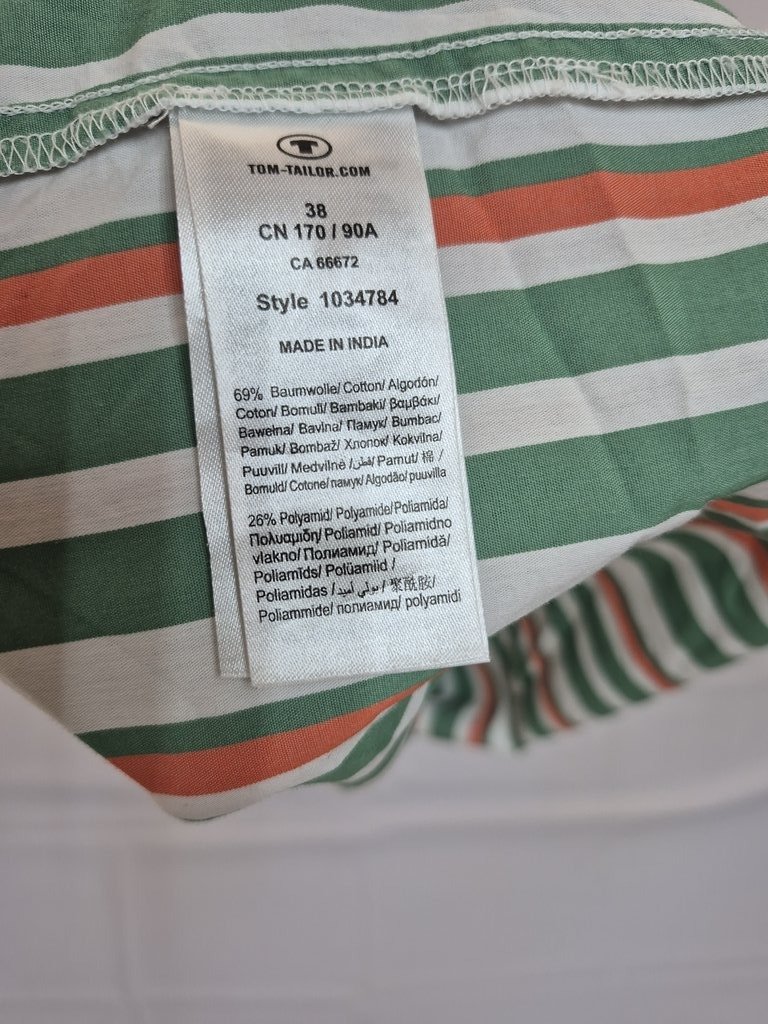 T
TOM-TAILOR.COM
38
CN 170 / 90A
CA 66672
Style 1034784
MADE IN INDIA
69% Baumwolle/ Cotton/ Algodón/
Coton/ Bomull/ Bambaki/ βαμβάκι/
Bawełna/ Bavlna/ Памук/ Bumbac/
Pamuk/ Bombaž/ Хлопок/ Kokvilna/
Puuvill/ Medvilnė /قطن/ Pamut/ 棉 /
Bomuld/ Cotone/ памук/ Algodão/ puuvilla
26% Polyamid/ Polyamide/ Poliamida/
Πολυαμιδη/ Poliamid/ Poliamidno
vlakno/ Полиамид/ Poliamidă/
Poliamīds/ Polüamiid /
Poliamidas /بولي أميد / 聚酰胺/
Poliammide/ полиамид/ polyamidi